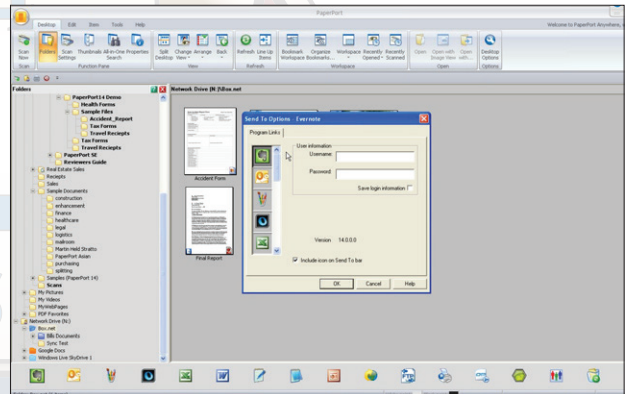 PaperPort
Desktop Edit Item Tools Help
Welcome to PaperPort Anywhere,
Scan Now Folders Scan Settings Thumbnails All-in-One Search Properties Split Desktop Change View Arrange Back Refresh Line Up Items Bookmark Workspace Organize Bookmarks... Workspace Recently Opened Recently Scanned Open Open with Image View Open with... Desktop Options
Scan Function Pane View Refresh Workspace Open Options
Folders
Network Drive (N:)\Box.net
PaperPort14 Demo
Health Forms
Sample Files
Accident_Report
Tax Forms
Travel Reciepts
Tax Forms
Travel Reciepts
PaperPort SE
Reviewers Guide
Real Estate Sales
Reciepts
Sales
Sample Documents
construction
enhancement
finance
healthcare
legal
logistics
mailroom
Martin Held Stratto
PaperPort Asian
purchasing
splitting
Samples (PaperPort 14)
Scans
My Pictures
My Videos
MyWebPages
PDF Favorites
Network Drive (N:)
Box.net
Bills Documents
Sync Test
Google Docs
Windows Live SkyDrive 1
Accident Form
Final Report
Send To Options Evernote
Program Links
User information
Username:
Password:
Save login information
Version 14.0.0.0
Include icon on Send To bar
OK Cancel Help
FTP